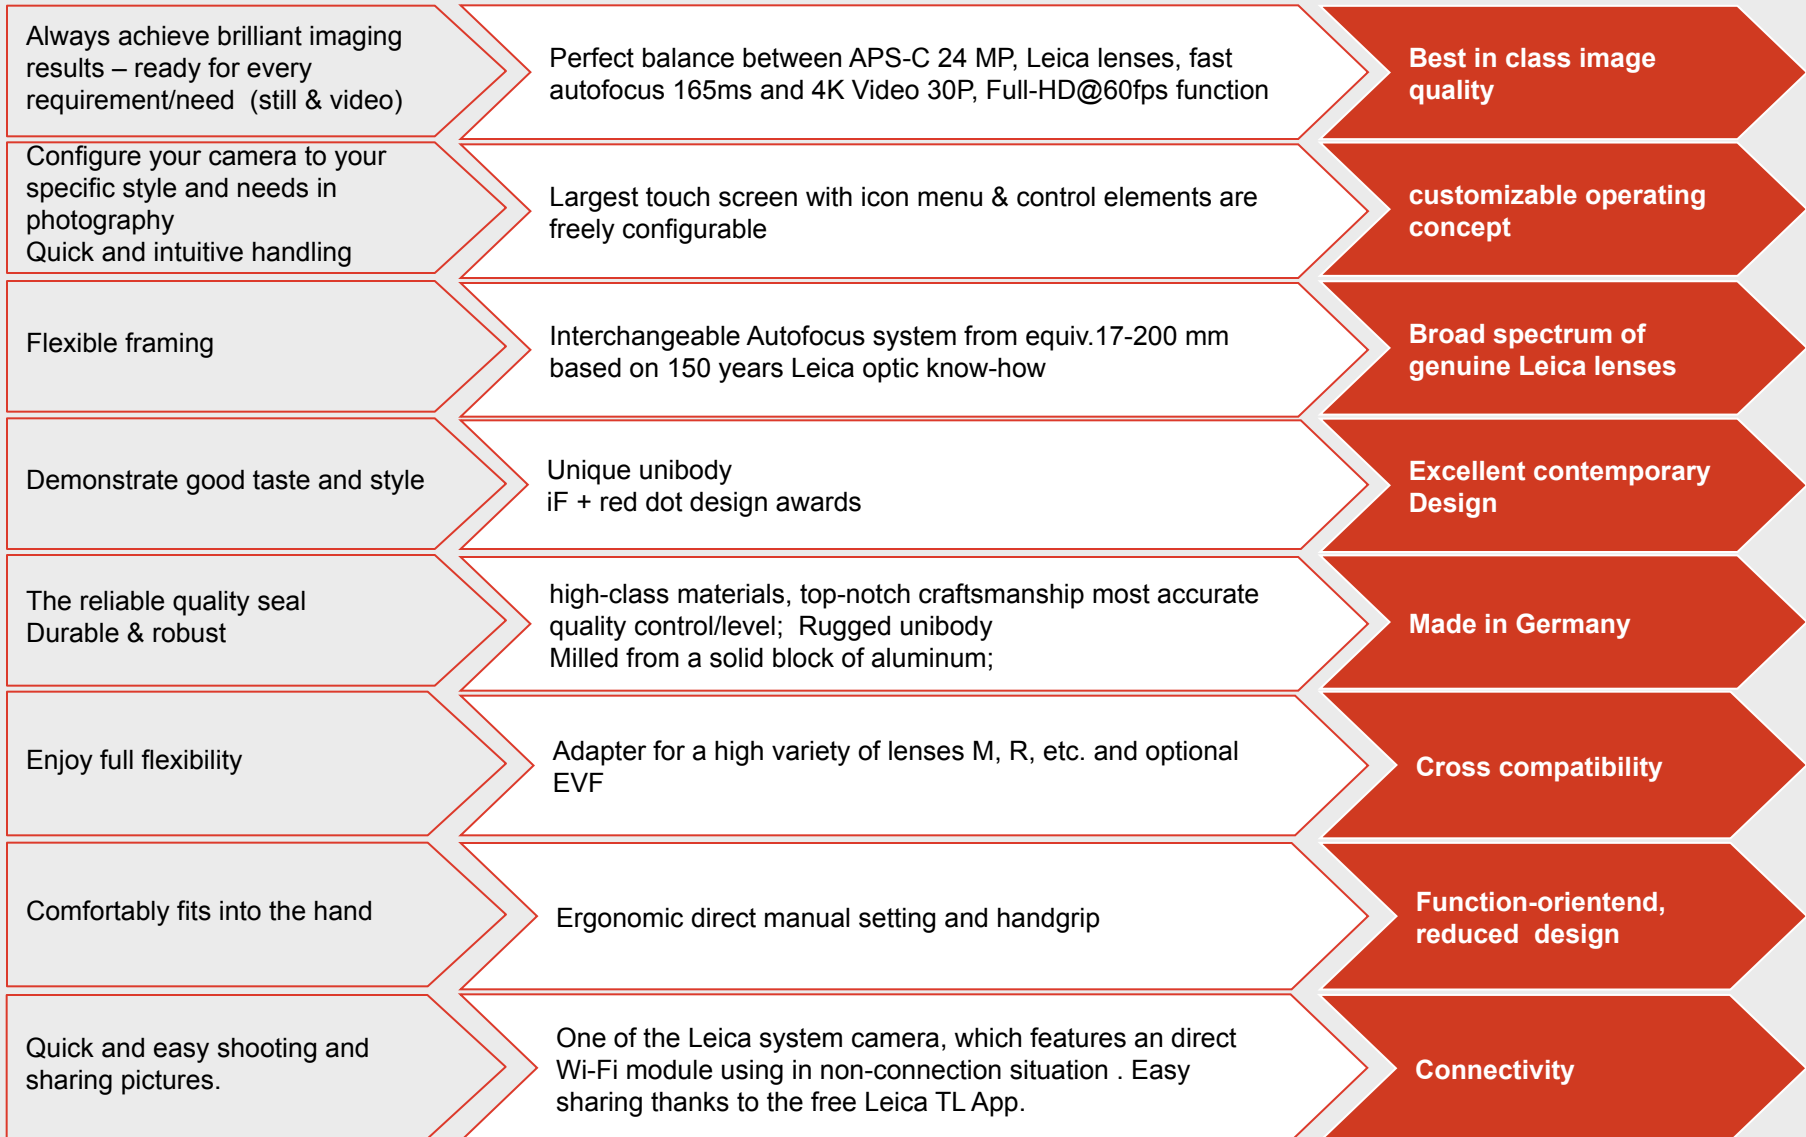 Always achieve brilliant imaging
results – ready for every
requirement/need  (still & video)
Perfect balance between APS-C 24 MP, Leica lenses, fast
autofocus 165ms and 4K Video 30P, Full-HD@60fps function
Best in class image
quality
Configure your camera to your
specific style and needs in
photography
Quick and intuitive handling
Largest touch screen with icon menu & control elements are
freely configurable
customizable operating
concept
Flexible framing
Interchangeable Autofocus system from equiv.17-200 mm
based on 150 years Leica optic know-how
Broad spectrum of
genuine Leica lenses
Demonstrate good taste and style
Unique unibody
iF + red dot design awards
Excellent contemporary
Design
The reliable quality seal
Durable & robust
high-class materials, top-notch craftsmanship most accurate
quality control/level;  Rugged unibody
Milled from a solid block of aluminum;
Made in Germany
Enjoy full flexibility
Adapter for a high variety of lenses M, R, etc. and optional
EVF
Cross compatibility
Comfortably fits into the hand
Ergonomic direct manual setting and handgrip
Function-orientend,
reduced  design
Quick and easy shooting and
sharing pictures.
One of the Leica system camera, which features an direct
Wi-Fi module using in non-connection situation . Easy
sharing thanks to the free Leica TL App.
Connectivity